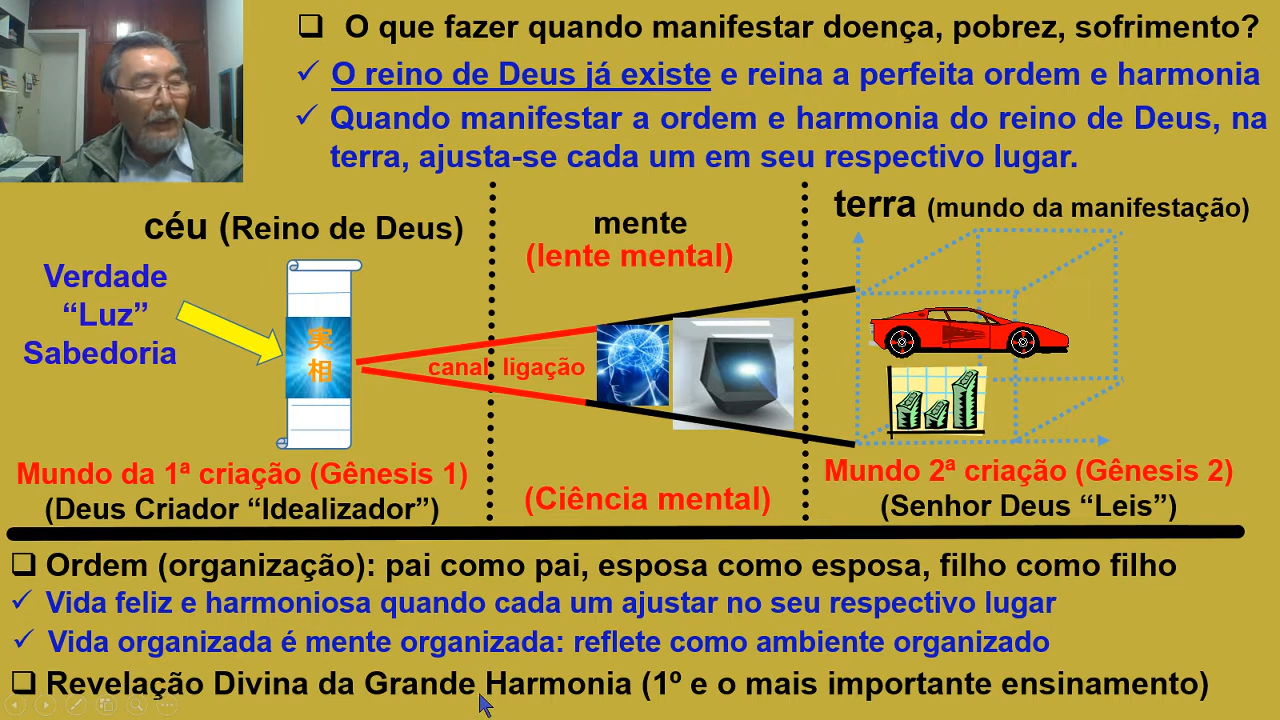 O que fazer quando manifestar doença, pobrez, sofrimento?
O reino de Deus já existe e reina a perfeita ordem e harmonia
Quando manifestar a ordem e harmonia do reino de Deus, na
terra, ajusta-se cada um em seu respectivo lugar.
céu (Reino de Deus)
mente
(lente mental)
terra (mundo da manifestação)
Verdade
“Luz”
Sabedoria
実
相
canal ligação
Mundo da 1ª criação (Gênesis 1)
(Deus Criador “Idealizador”)
(Ciência mental)
Mundo 2ª criação (Gênesis 2)
(Senhor Deus “Leis”)
Ordem (organização): pai como pai, esposa como esposa, filho como filho
Vida feliz e harmoniosa quando cada um ajustar no seu respectivo lugar
Vida organizada é mente organizada: reflete como ambiente organizado
Revelação Divina da Grande Harmonia (1º e o mais importante ensinamento)